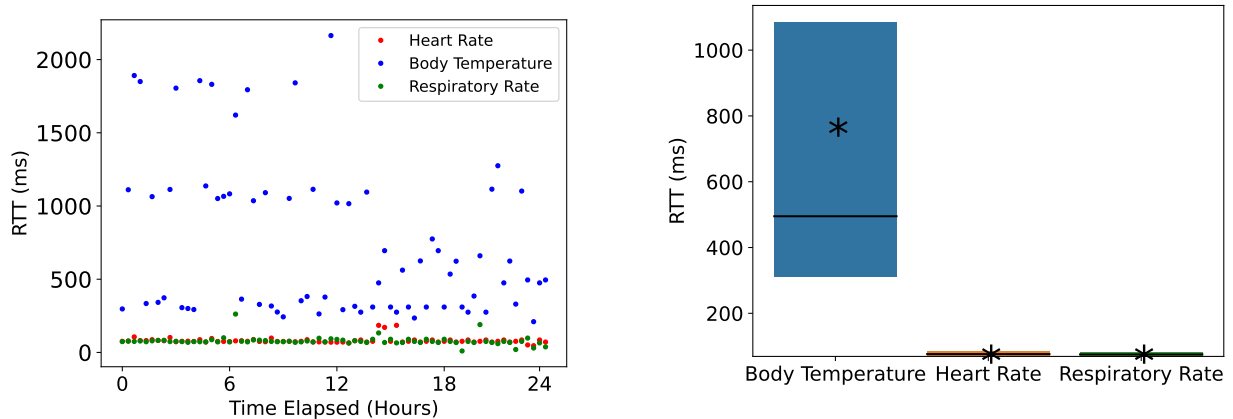 2000
1500
1000
500
0
RTT (ms)
Heart Rate
Body Temperature
Respiratory Rate
0 6 12 18 24
Time Elapsed (Hours)
1000
800
600
400
200
RTT (ms)
Body Temperature Heart Rate Respiratory Rate